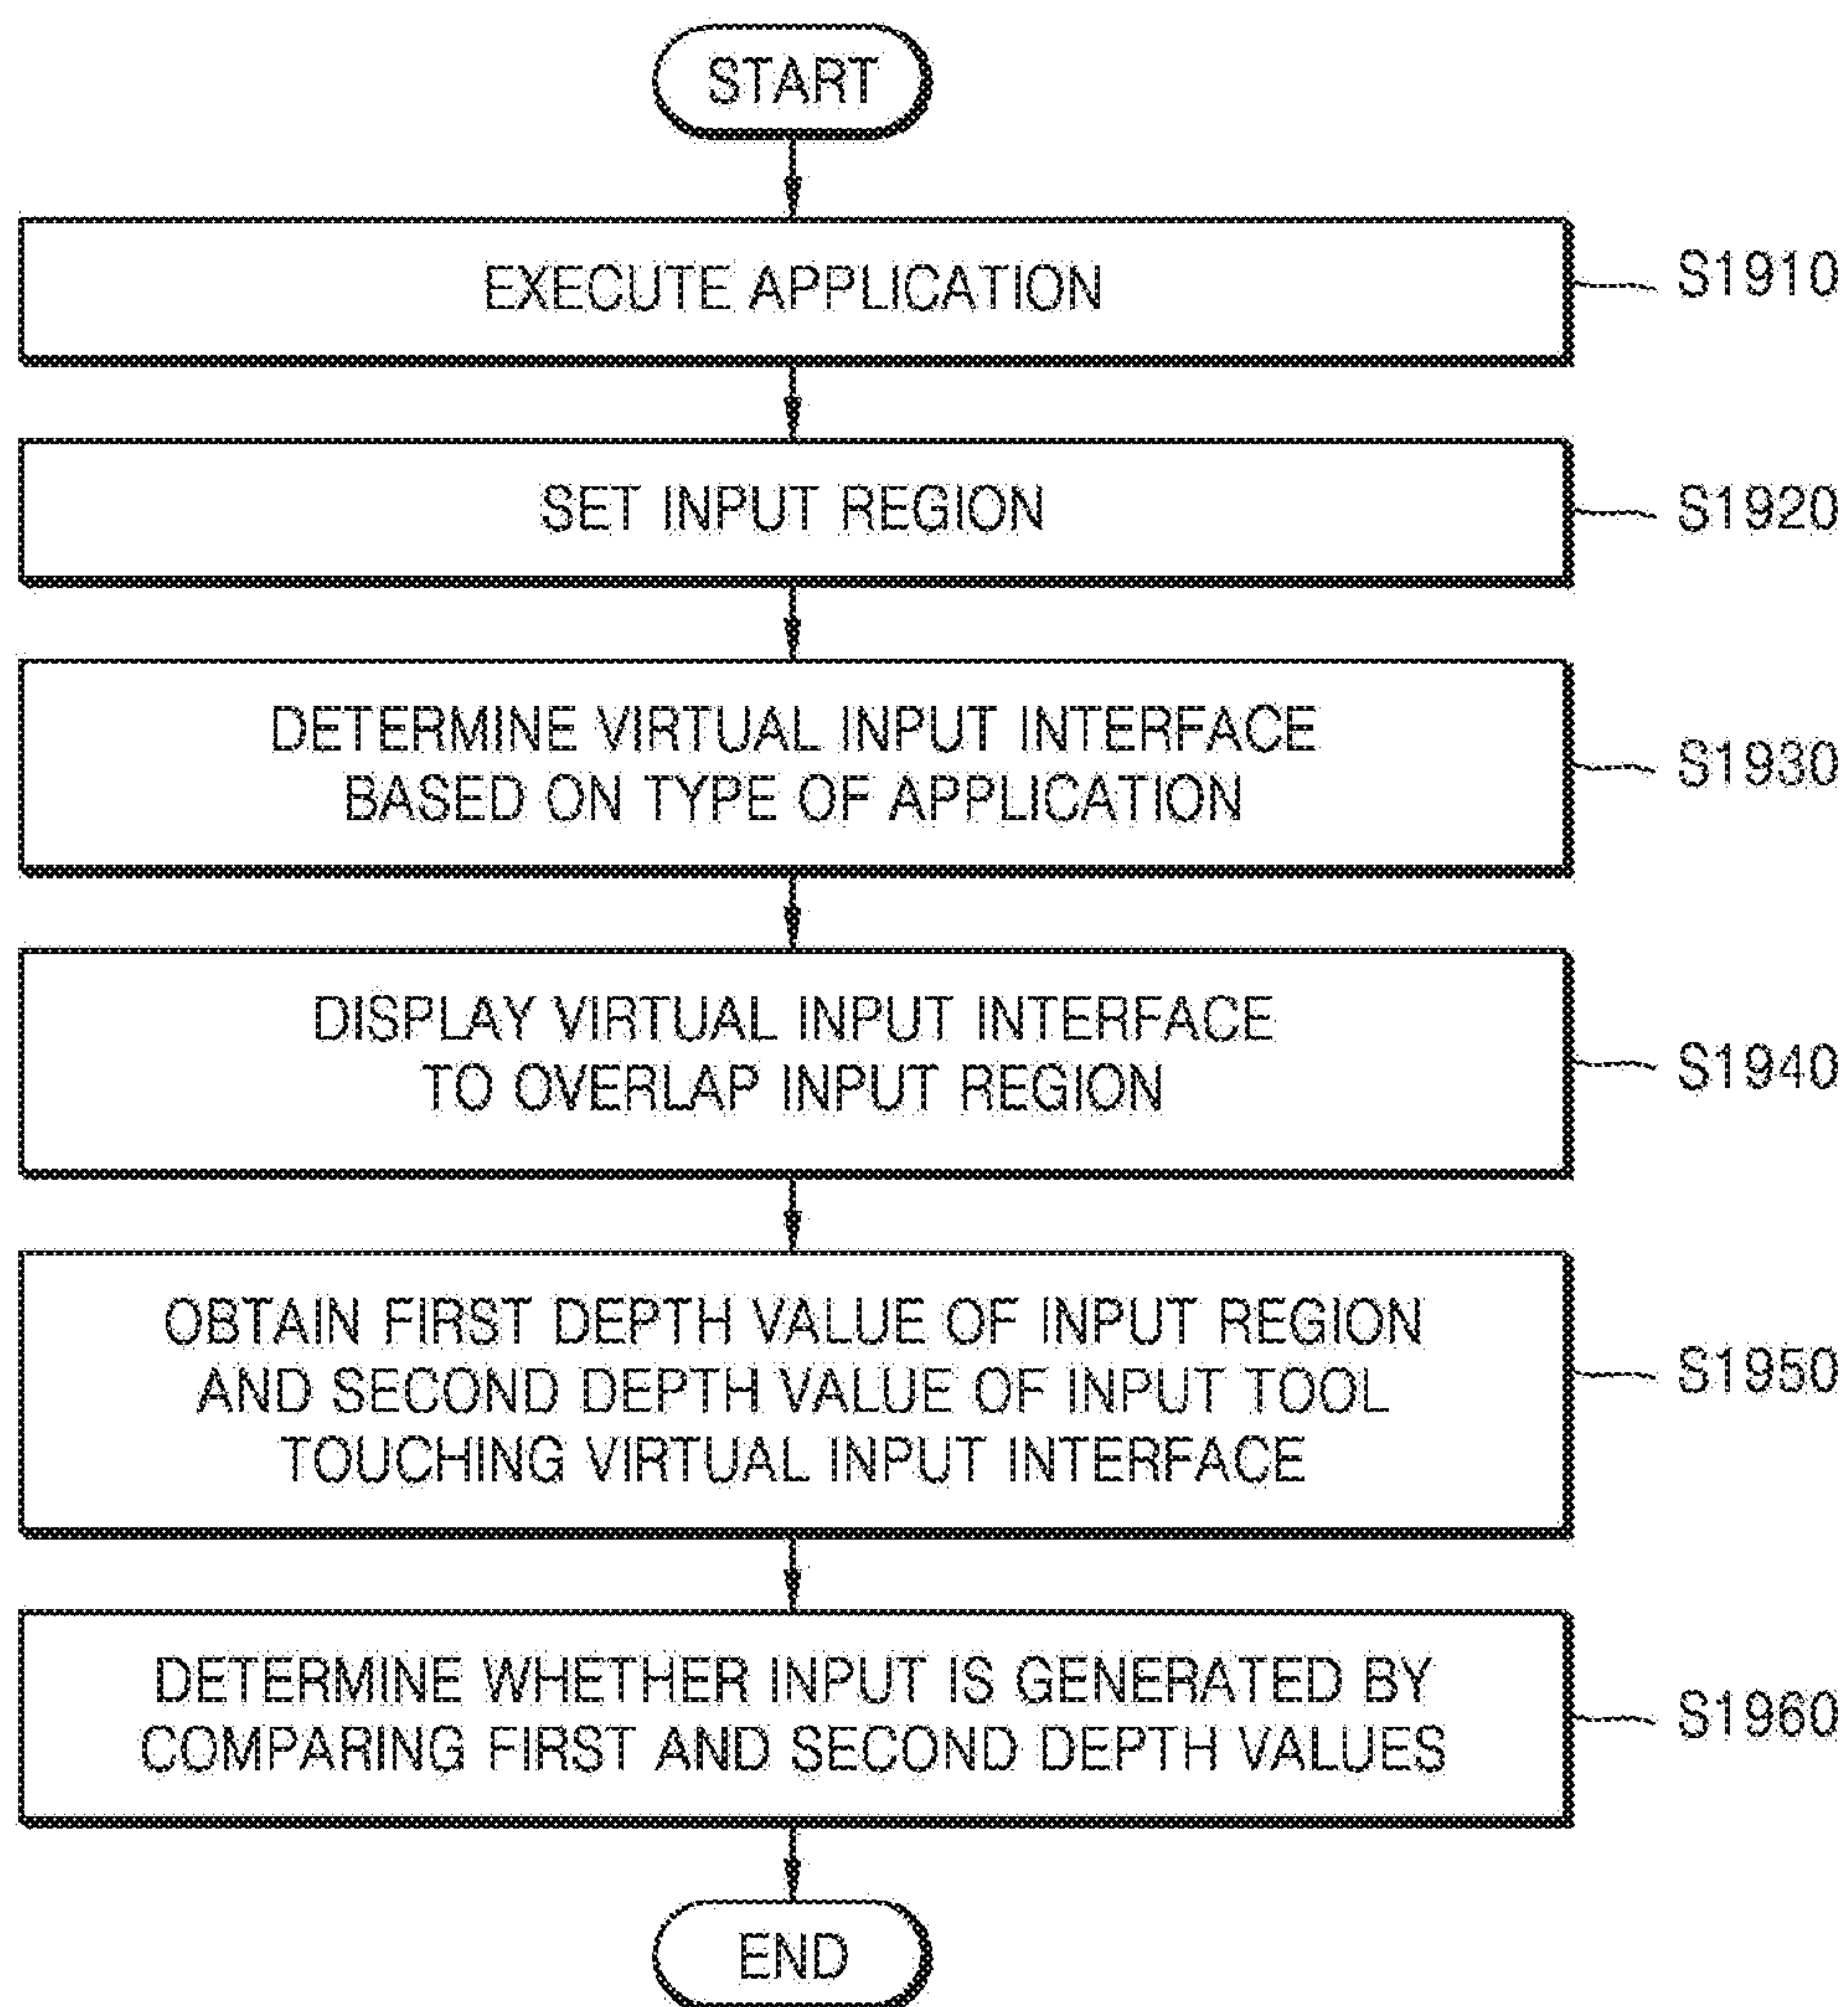 START
EXECUTE APPLICATION
S1910
SET INPUT REGION
S1920
DETERMINE VIRTUAL INPUT INTERFACE
BASED ON TYPE OF APPLICATION
S1930
DISPLAY VIRTUAL INPUT INTERFACE
TO OVERLAP INPUT REGION
S1940
OBTAIN FIRST DEPTH VALUE OF INPUT REGION
AND SECOND DEPTH VALUE OF INPUT TOOL
TOUCHING VIRTUAL INPUT INTERFACE
S1950
DETERMINE WHETHER INPUT IS GENERATED BY
COMPARING FIRST AND SECOND DEPTH VALUES
S1960
END